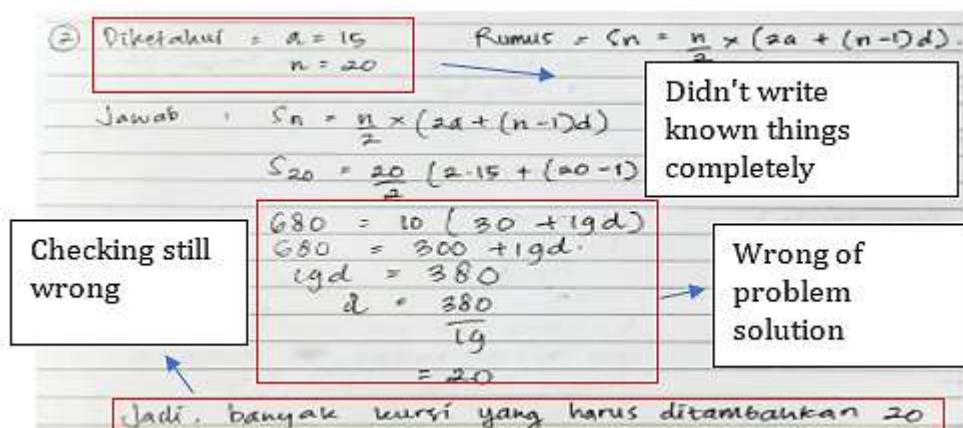 ② Diketahui = a = 15 Rumus = Sn = n/2 × (2a + (n-1)d).
n = 20
Didn't write
known things
completely
Jawab : Sn = n/2 × (2a + (n-1)d)
S20 = 20/2 (2.15 + (20-1)
680 = 10 (30 + 19d)
680 = 300 + 19d.
19d = 380
d = 380/19
= 20
Checking still
wrong
Wrong of
problem
solution
Jadi, banyak kursi yang harus ditambahkan 20